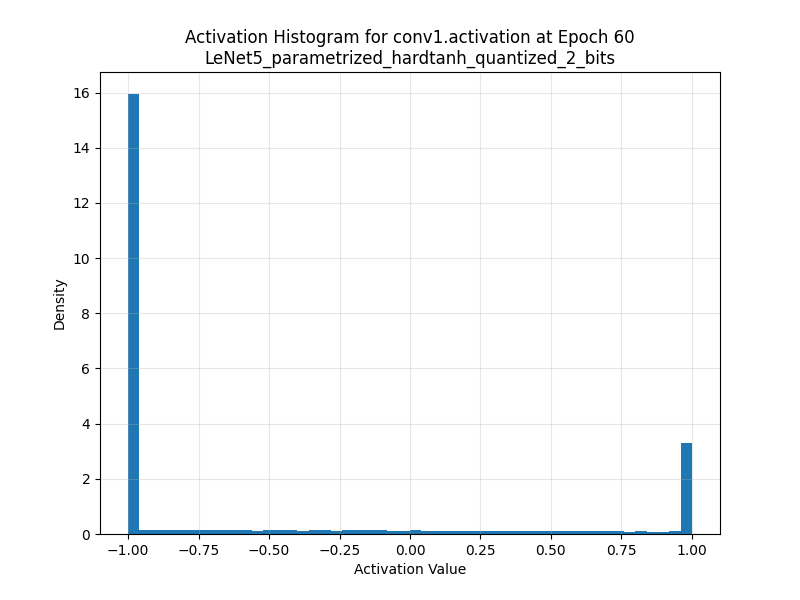 Activation Histogram for conv1.activation at Epoch 60
LeNet5_parametrized_hardtanh_quantized_2_bits
16
14
12
10
8
6
4
2
0
Density
−1.00 −0.75 −0.50 −0.25 0.00 0.25 0.50 0.75 1.00
Activation Value